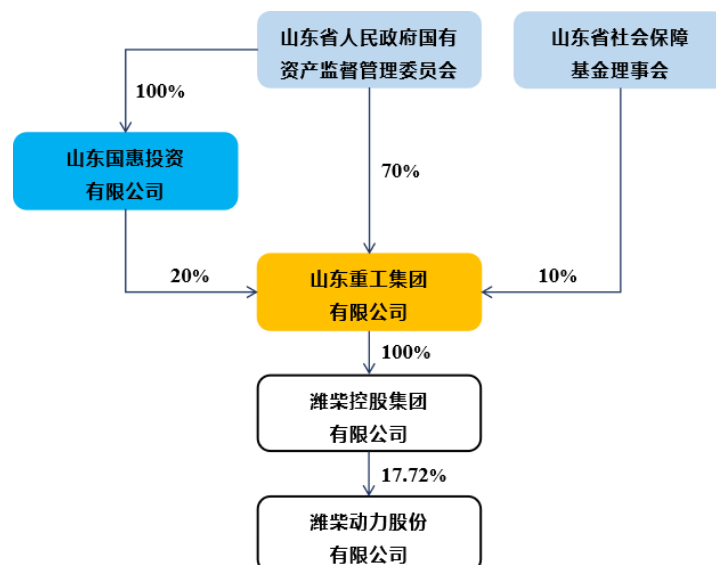 山东省人民政府国有
资产监督管理委员会
山东省社会保障
基金理事会
100%
山东国惠投资
有限公司
70%
20%
山东重工集团
有限公司
10%
100%
潍柴控股集团
有限公司
17.72%
潍柴动力股份
有限公司